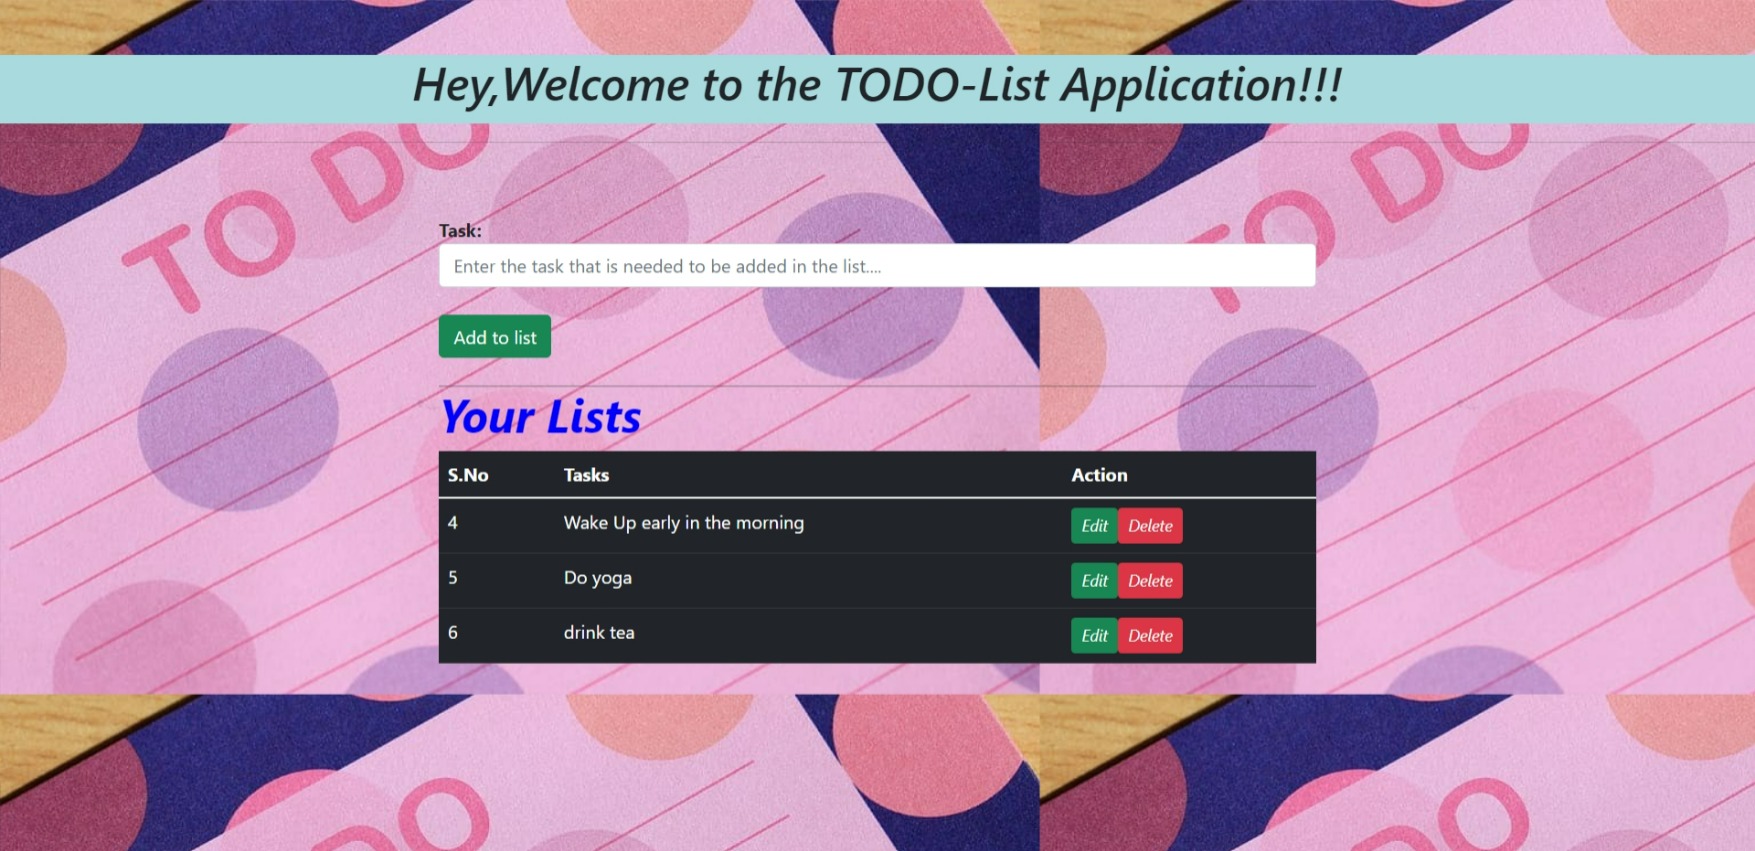 Hey,Welcome to the TODO-List Application!!!
TO DO
TO DO
Task:
Enter the task that is needed to be added in the list....
Add to list
Your Lists
S.No Tasks Action
4 Wake Up early in the morning Edit Delete
5 Do yoga Edit Delete
6 drink tea Edit Delete
DO
DO